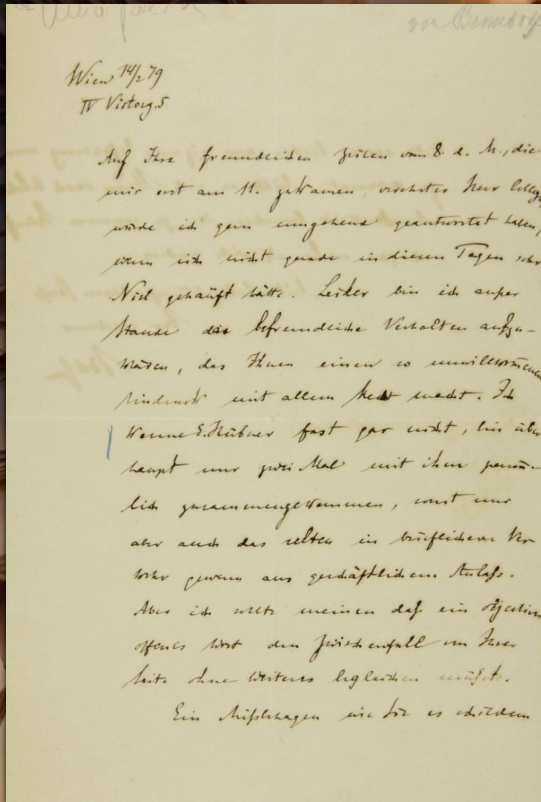 Wien 14/2 79
IV Victorg. 5
Auf Ihre freundlichen Zeilen vom 8. d. M., die
mir erst am 11. zukamen, verehrter Herr College
würde ich gern umgehend geantwortet haben,
wenn sich nicht gerade in diesen Tagen sehr
Viel gehäuft hätte. Leider bin ich außer
Stande das befremdliche Verhalten aufzu-
klären, das Ihnen einen so unwillkommenen
Eindruck mit allem Recht macht. Ich
kenne E. Hübner fast gar nicht, bin über
haupt nur zwei Mal mit ihm persön-
lich zusammengekommen, sonst nur
aber auch das selten in brieflichem Ver
kehr gewesen aus geschäftlichem Anlaß.
Aber ich sollte meinen daß ein objectives
offenes Wort den Zwischenfall von Ihrer
Seite ohne Weiteres begleichen müßte.
Ein Mißbehagen wie Sie es schildern